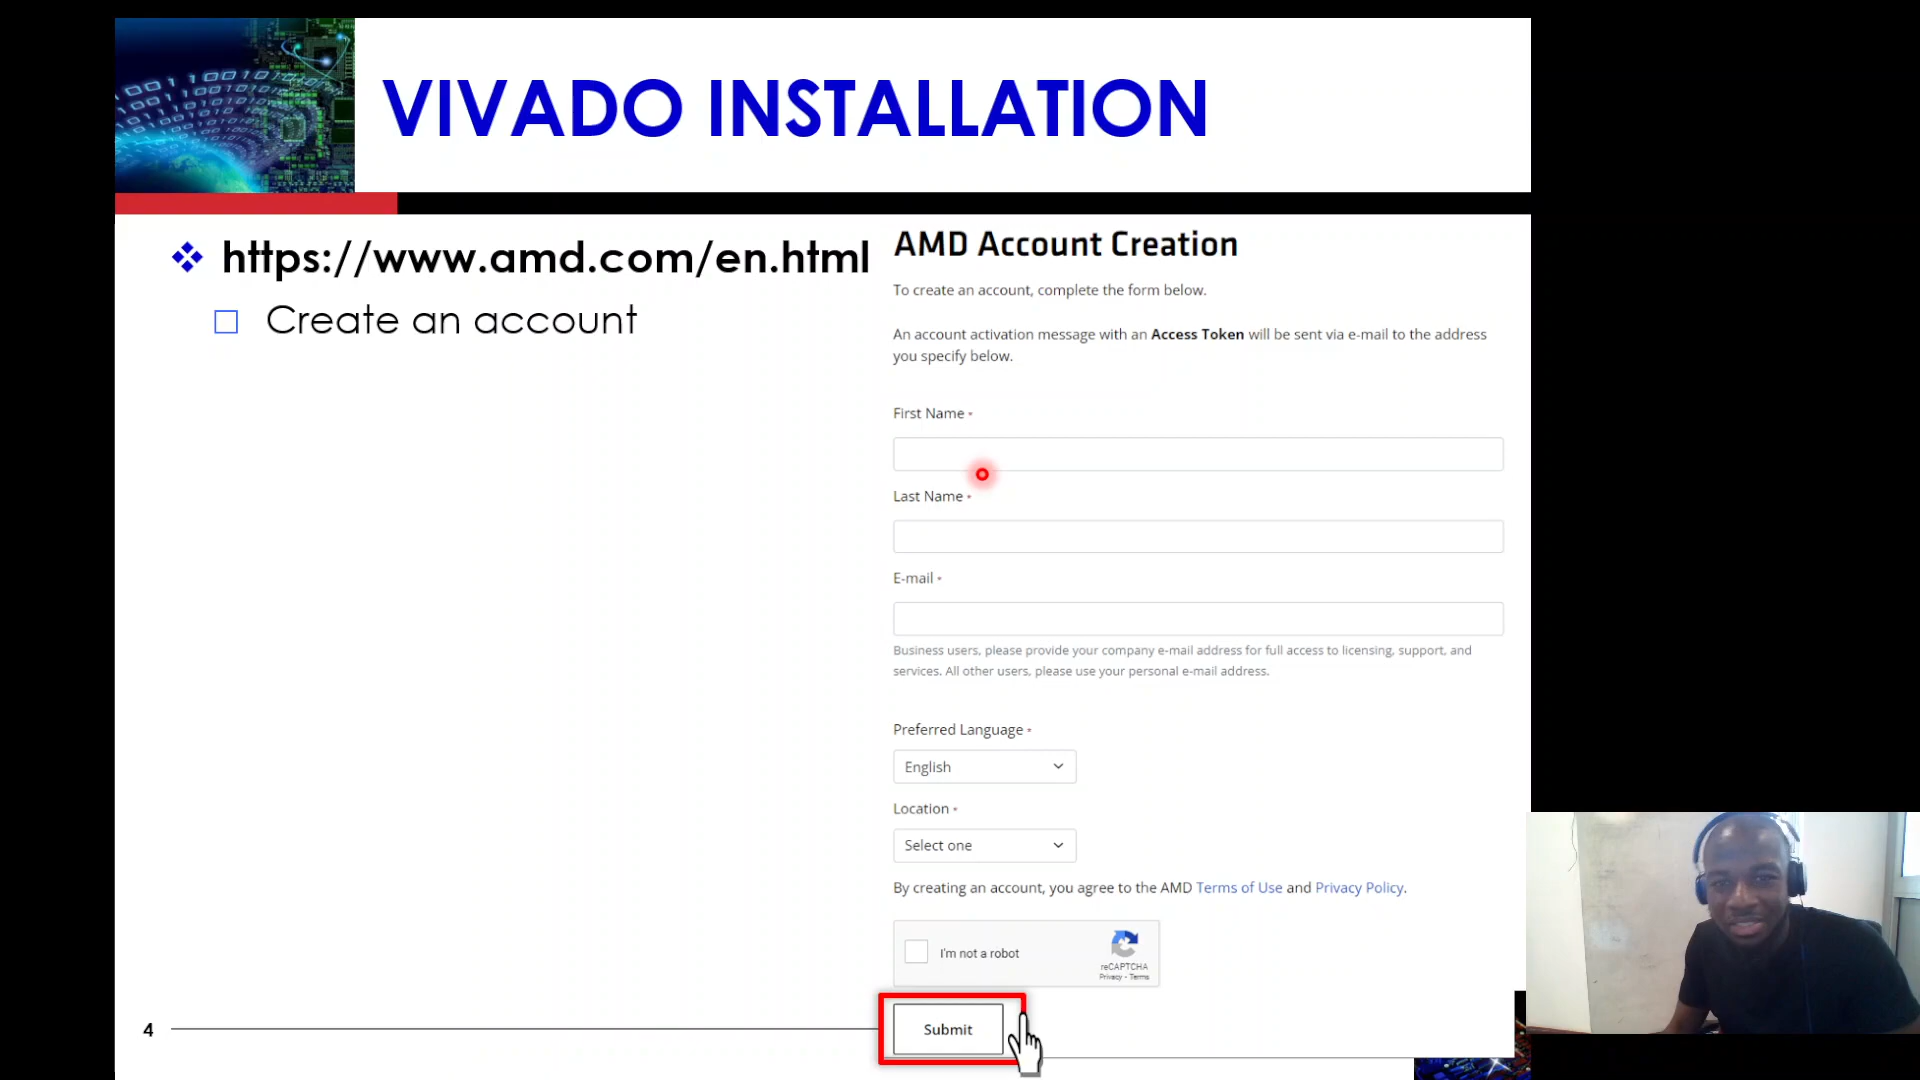 VIVADO INSTALLATION
https://www.amd.com/en.html
Create an account
AMD Account Creation
To create an account, complete the form below.
An account activation message with an Access Token will be sent via e-mail to the address
you specify below.
First Name *
Last Name *
E-mail *
Business users, please provide your company e-mail address for full access to licensing, support, and
services. All other users, please use your personal e-mail address.
Preferred Language *
English
Location *
Select one
By creating an account, you agree to the AMD Terms of Use and Privacy Policy.
I'm not a robot
reCAPTCHA
Privacy - Terms
Submit
4